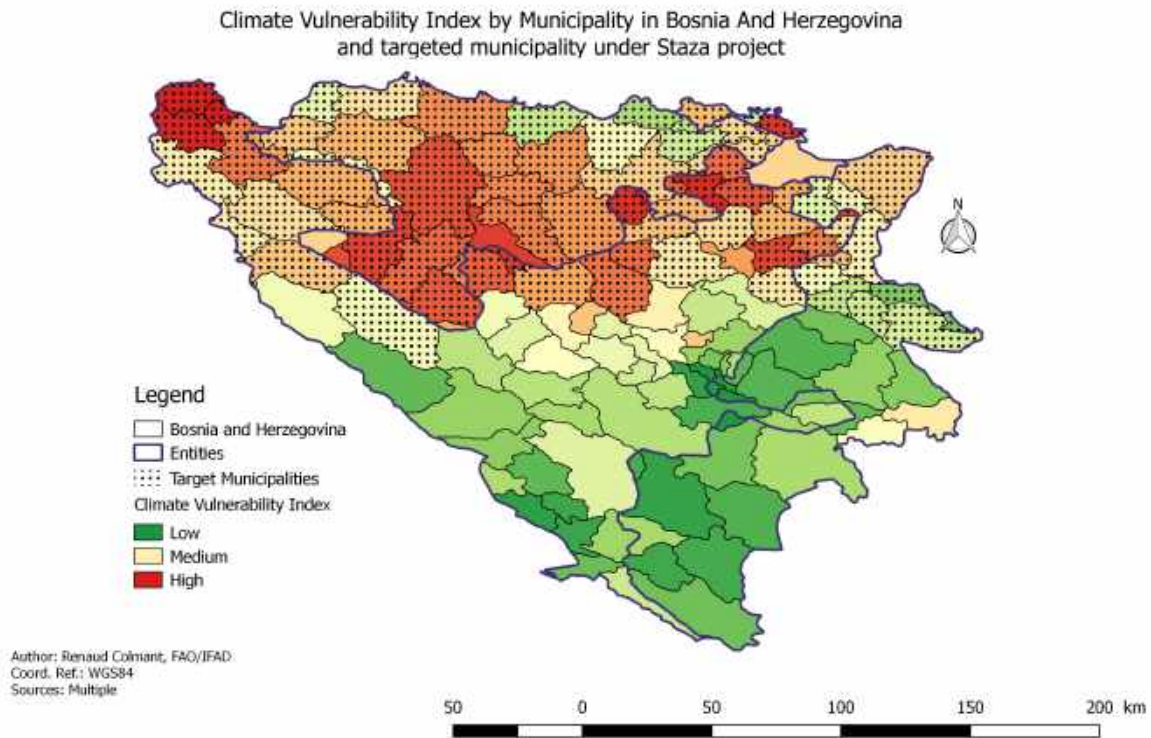 Climate Vulnerability Index by Municipality in Bosnia And Herzegovina
and targeted municipality under Staza project
N
Legend
Bosnia and Herzegovina
Entities
Target Municipalities
Climate Vulnerability Index
Low
Medium
High
Author: Renaud Colmant, FAO/IFAD
Coord. Ref.: WGS84
Sources: Multiple
50 0 50 100 150 200 km